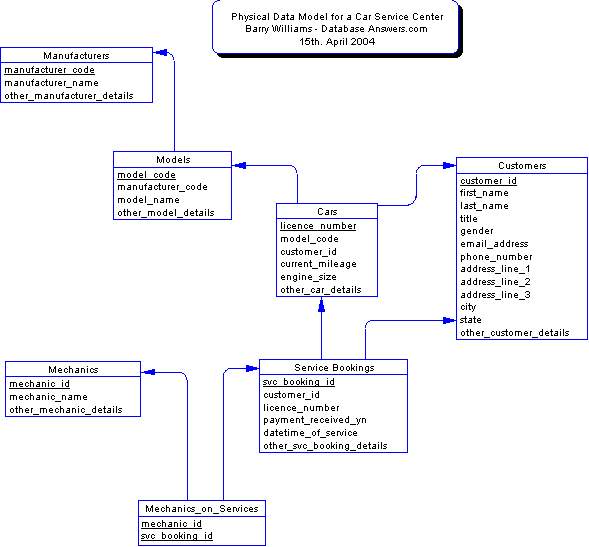 Physical Data Model for a Car Service Center
Barry Williams - Database Answers.com
15th. April 2004
Manufacturers
manufacturer_code
manufacturer_name
other_manufacturer_details
Models
model_code
manufacturer_code
model_name
other_model_details
Cars
licence_number
model_code
customer_id
current_mileage
engine_size
other_car_details
Customers
customer_id
first_name
last_name
title
gender
email_address
phone_number
address_line_1
address_line_2
address_line_3
city
state
other_customer_details
Mechanics
mechanic_id
mechanic_name
other_mechanic_details
Service Bookings
svc_booking_id
customer_id
licence_number
payment_received_yn
datetime_of_service
other_svc_booking_details
Mechanics_on_Services
mechanic_id
svc_booking_id